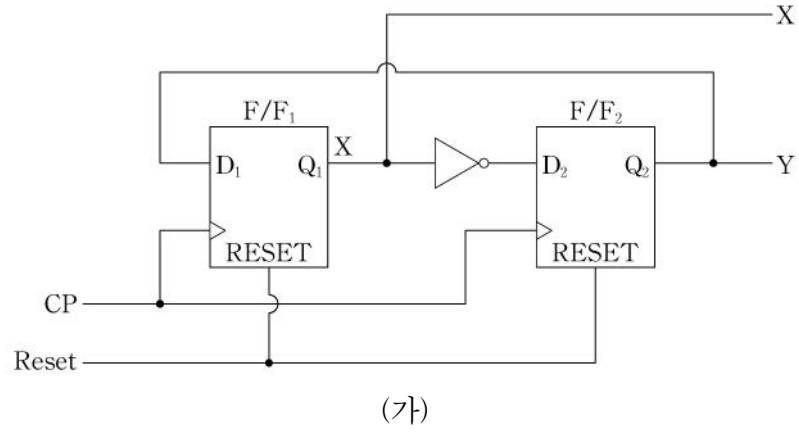 X
F/F₁ F/F₂
X
D₁ Q₁ D₂ Q₂ Y
RESET RESET
CP
Reset
(가)